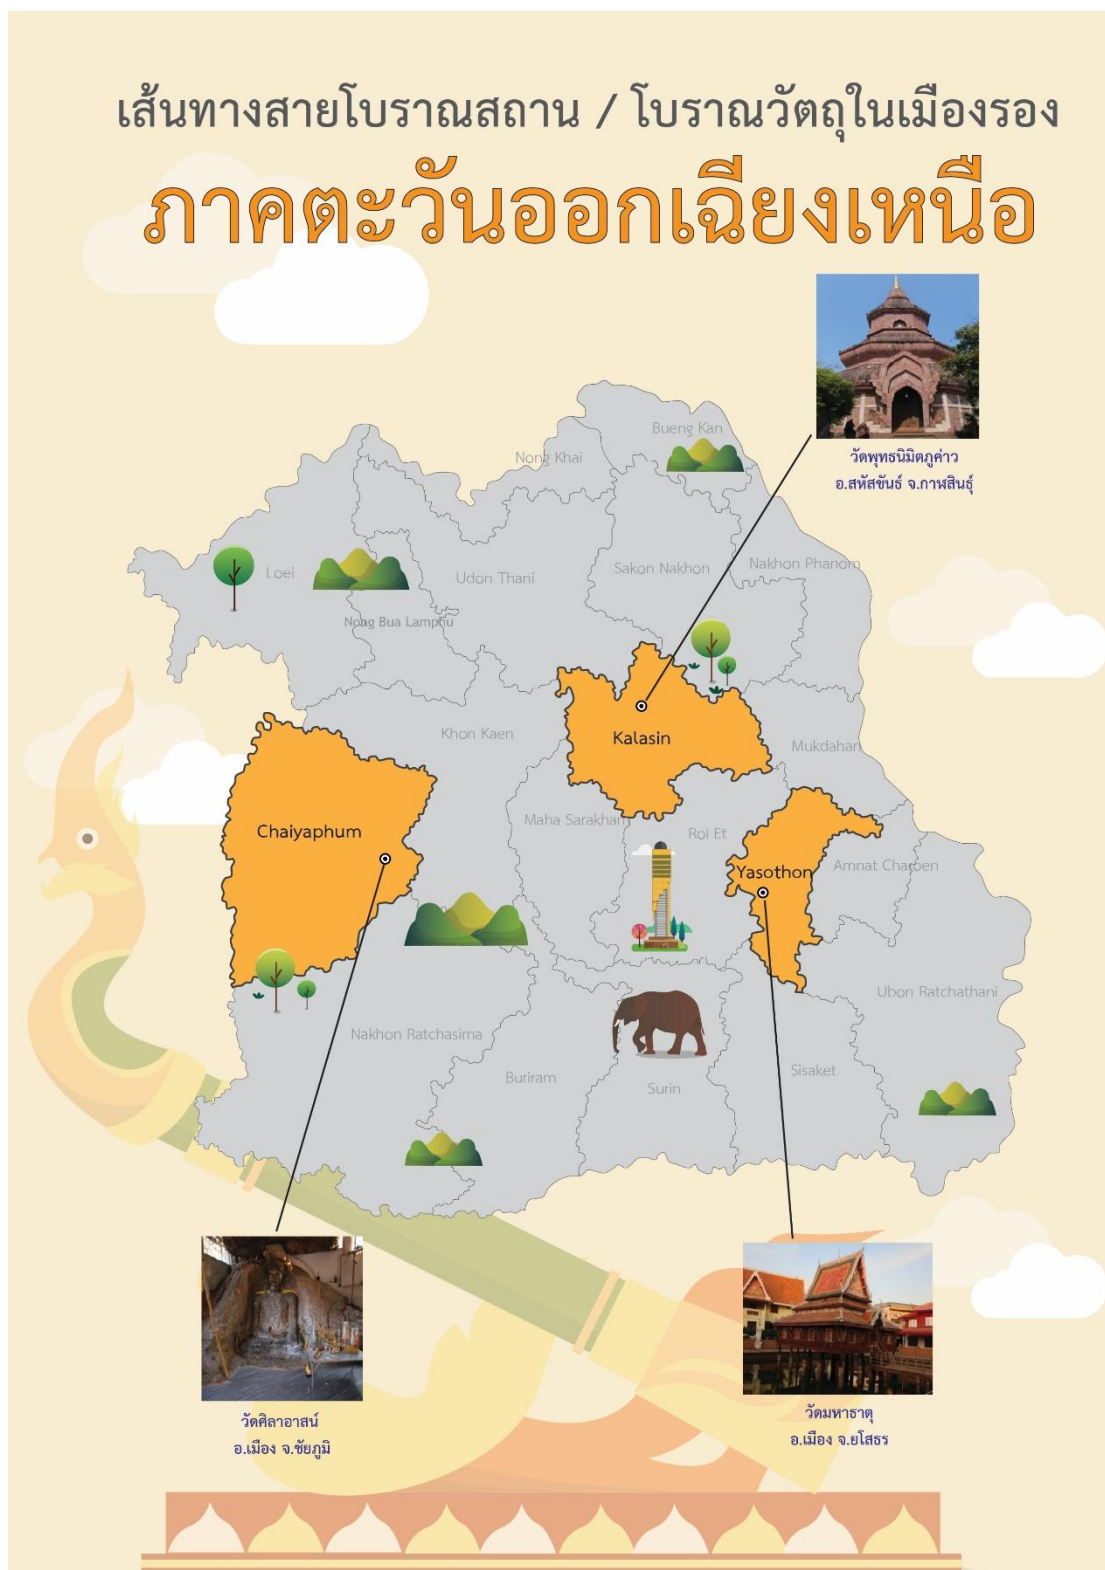 เส้นทางสายโบราณสถาน / โบราณวัตถุในเมืองรอง
ภาคตะวันออกเฉียงเหนือ
วัดพุทธนิมิตภูค่าว
อ.สหัสขันธ์ จ.กาฬสินธุ์
Bueng Kan
Nong Khai
Loei
Udon Thani
Sakon Nakhon
Nakhon Phanom
Nong Bua Lamphu
Khon Kaen
Kalasin
Mukdahan
Chaiyaphum
Maha Sarakham
Roi Et
Yasothon
Amnat Charoen
Ubon Ratchathani
Nakhon Ratchasima
Buriram
Surin
Sisaket
วัดศิลาอาสน์
อ.เมือง จ.ชัยภูมิ
วัดมหาธาตุ
อ.เมือง จ.ยโสธร